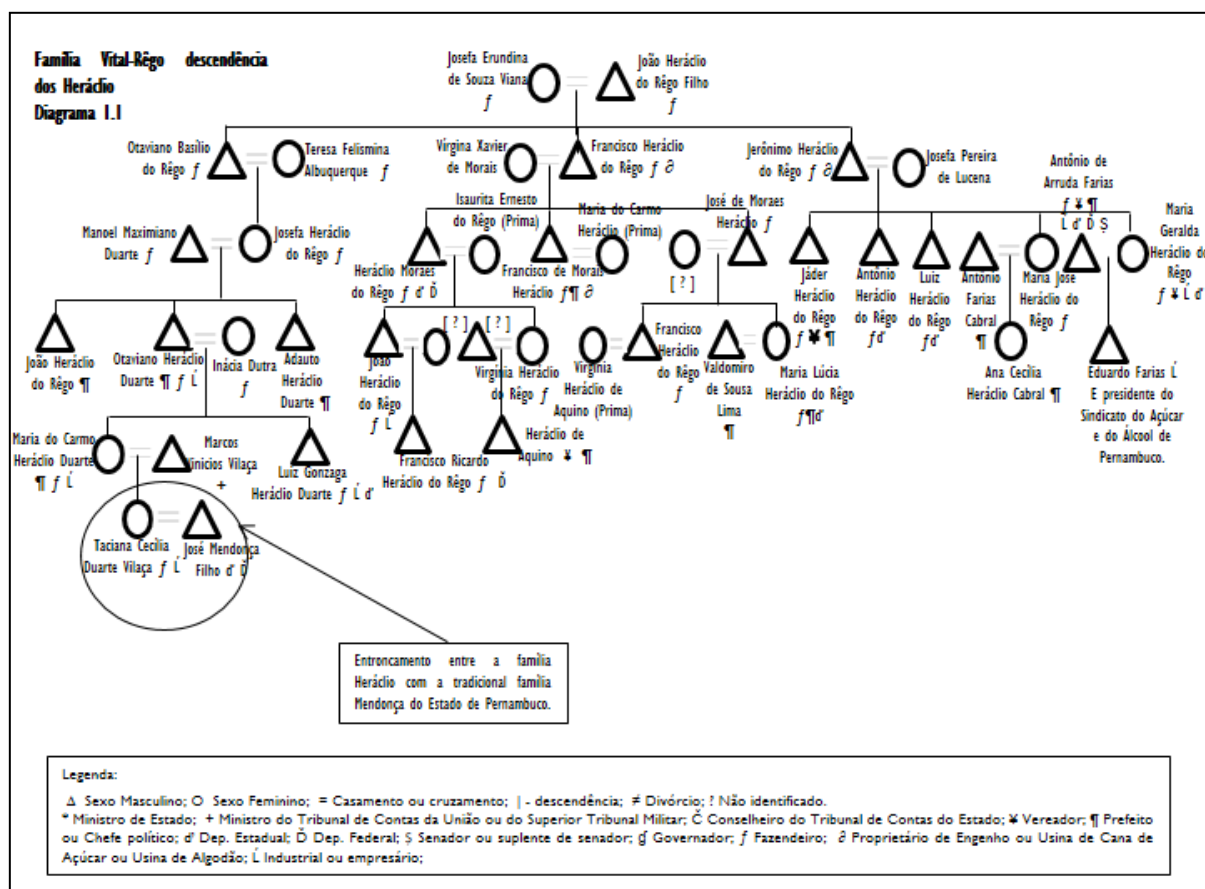 Família Vital-Rêgo descendência
dos Heráclio
Diagrama I.I
Josefa Erundina
de Souza Viana
ƒ
João Heráclio
do Rêgo Filho
ƒ
Otaviano Basílio
do Rêgo ƒ
Teresa Felismina
Albuquerque ƒ
Vírgina Xavier
de Morais
Francisco Heráclio
do Rêgo ƒ ∂
Jerônimo Heráclio
do Rêgo ƒ ∂
Josefa Pereira
de Lucena
Antônio de
Arruda Farias
ƒ ¥ ¶
Ĺ ď Ď Ș
Maria
Geralda
Heráclio do
Rêgo
ƒ ¥ Ĺ ď
Manoel Maximiano
Duarte ƒ
Josefa Heráclio
do Rêgo ƒ
Isaurita Ernesto
do Rêgo (Prima)
Heráclio Moraes
do Rêgo ƒ ď Ď
Maria do Carmo
Heráclio (Prima)
Francisco de Morais
Heráclio ƒ¶ ∂
José de Moraes
Heráclio ƒ
[ ? ]
Jáder
Heráclio
do Rêgo
ƒ ¥ ¶
Antônio
Heráclio
do Rêgo
ƒď
Luiz
Heráclio
do Rêgo
ƒď
Antônio
Farias
Cabral
¶
Maria José
Heráclio do
Rêgo ƒ
João Heráclio
do Rêgo ¶
Otaviano Heráclio
Duarte ¶ ƒ Ĺ
Inácia Dutra
ƒ
Adauto
Heráclio
Duarte ¶
[ ? ]
[ ? ]
João
Heráclio
do Rêgo
ƒ Ĺ
Virgínia Heráclio
do Rêgo ƒ
Virgínia
Heráclio de
Aquino (Prima)
Francisco
Heráclio
do Rêgo
ƒ
Valdomiro
de Sousa
Lima
¶
Maria Lúcia
Heráclio do Rêgo
ƒ¶ď
Ana Cecília
Heráclio Cabral ¶
Eduardo Farias Ĺ
E presidente do
Sindicato do Açúcar
e do Álcool de
Pernambuco.
Maria do Carmo
Heráclio Duarte
¶ ƒ Ĺ
Marcos
Vinicios Vilaça
+
Luíz Gonzaga
Heráclio Duarte ƒ Ĺ ď
Francisco Ricardo
Heráclio do Rêgo ƒ Ď
Heráclio de
Aquino ¥ ¶
Taciana Cecília
Duarte Vilaça ƒ Ĺ
José Mendonça
Filho ď Ď
Entroncamento entre a família
Heráclio com a tradicional família
Mendonça do Estado de Pernambuco.
Legenda:
Δ Sexo Masculino; O Sexo Feminino; = Casamento ou cruzamento; | - descendência; ≠ Divórcio; ? Não identificado.
* Ministro de Estado; + Ministro do Tribunal de Contas da União ou do Superior Tribunal Militar; Č Conselheiro do Tribunal de Contas do Estado; ¥ Vereador; ¶ Prefeito
ou Chefe político; ď Dep. Estadual; Ď Dep. Federal; Ș Senador ou suplente de senador; ɠ Governador; ƒ Fazendeiro; ∂ Proprietário de Engenho ou Usina de Cana de
Açúcar ou Usina de Algodão; Ĺ Industrial ou empresário;